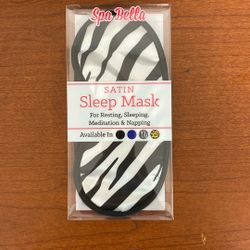 Spa Bella
SATIN
Sleep Mask
For Resting, Sleeping,
Meditation & Napping
Available In